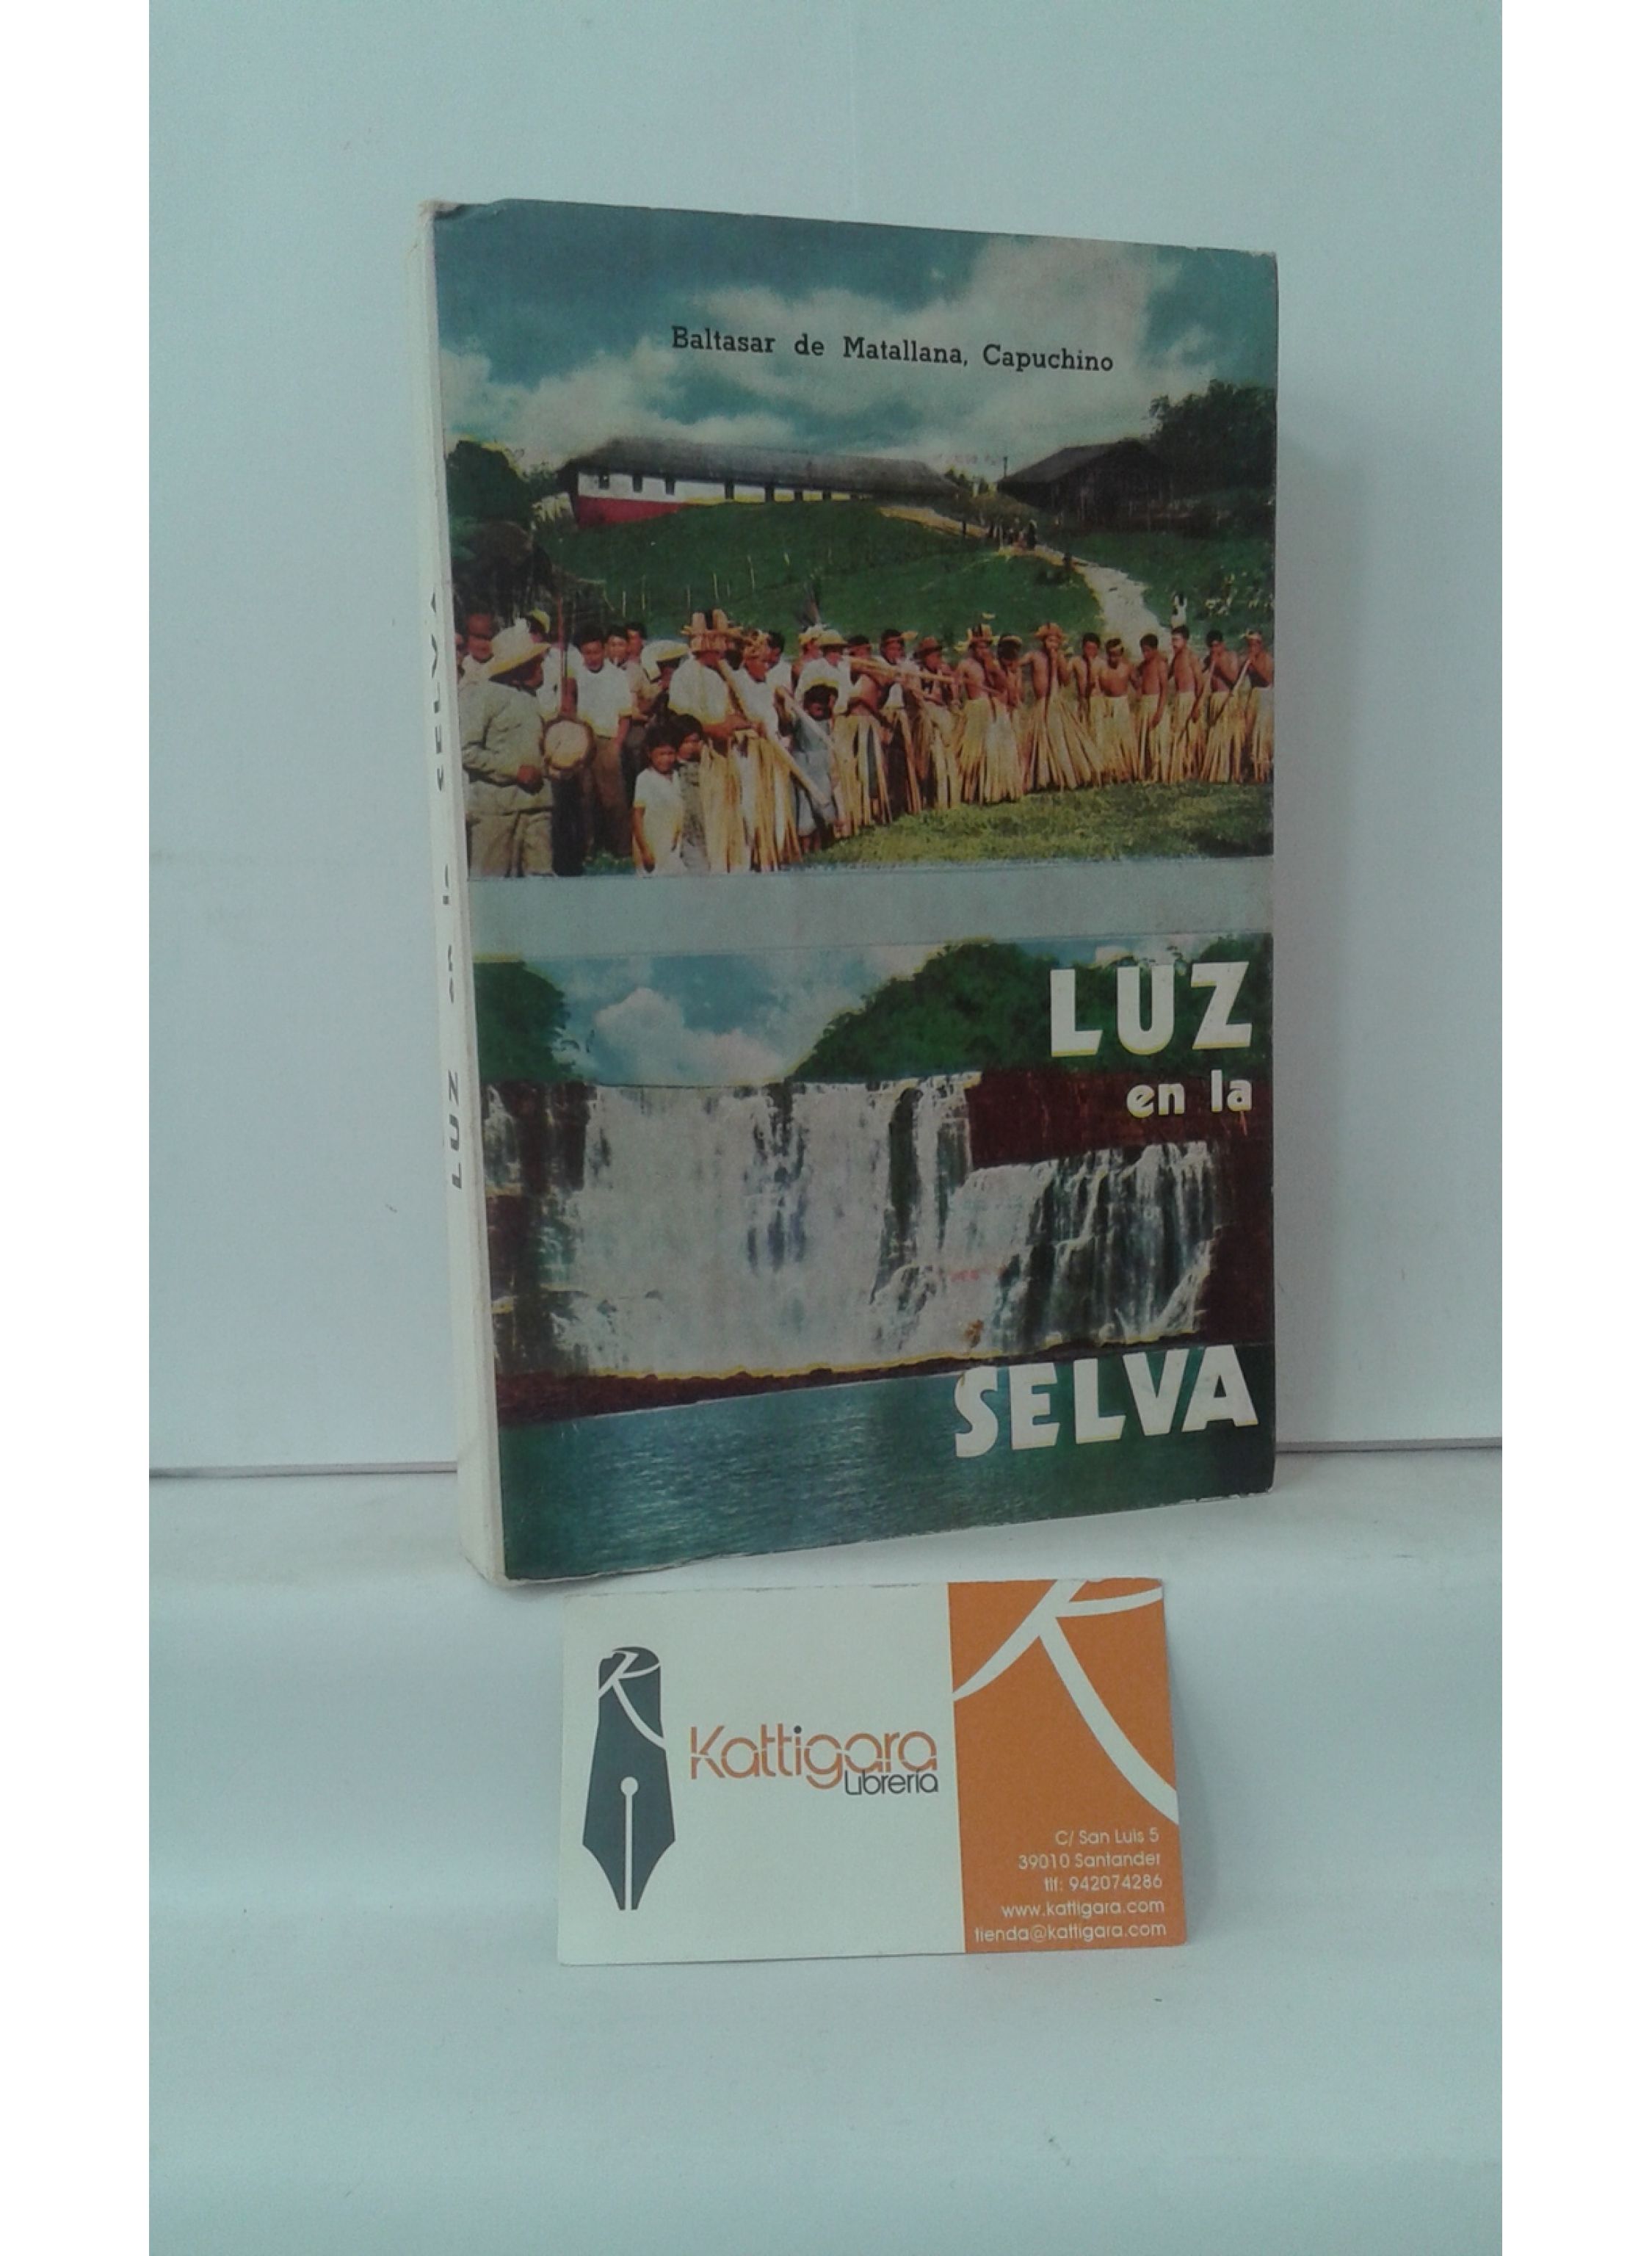 Baltasar de Matallana, Capuchino
LUZ
en la
SELVA
LUZ en la SELVA
Kattigara
Librería
C/ San Luis 5
39010 Santander
tlf: 942074286
www.kattigara.com
tienda@kattigara.com